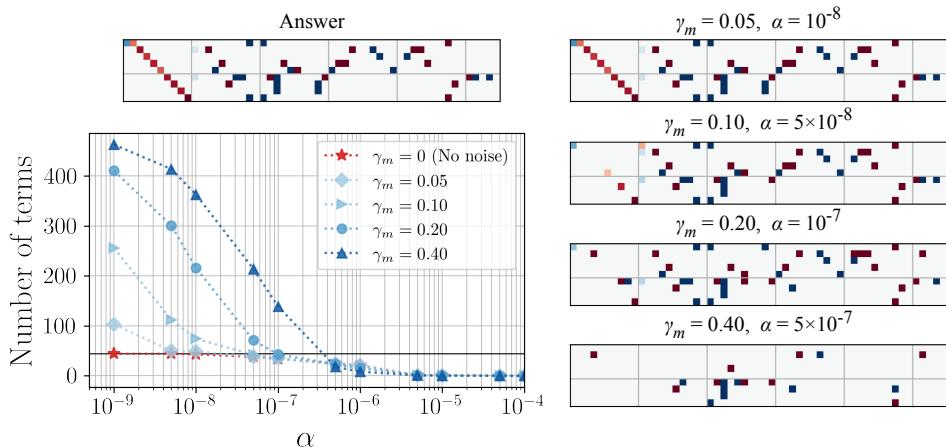 Answer
γₘ = 0.05, α = 10⁻⁸
γₘ = 0.10, α = 5×10⁻⁸
γₘ = 0.20, α = 10⁻⁷
γₘ = 0.40, α = 5×10⁻⁷
Number of terms
400
300
200
100
0
γₘ = 0 (No noise)
γₘ = 0.05
γₘ = 0.10
γₘ = 0.20
γₘ = 0.40
10⁻⁹ 10⁻⁸ 10⁻⁷ 10⁻⁶ 10⁻⁵ 10⁻⁴
α